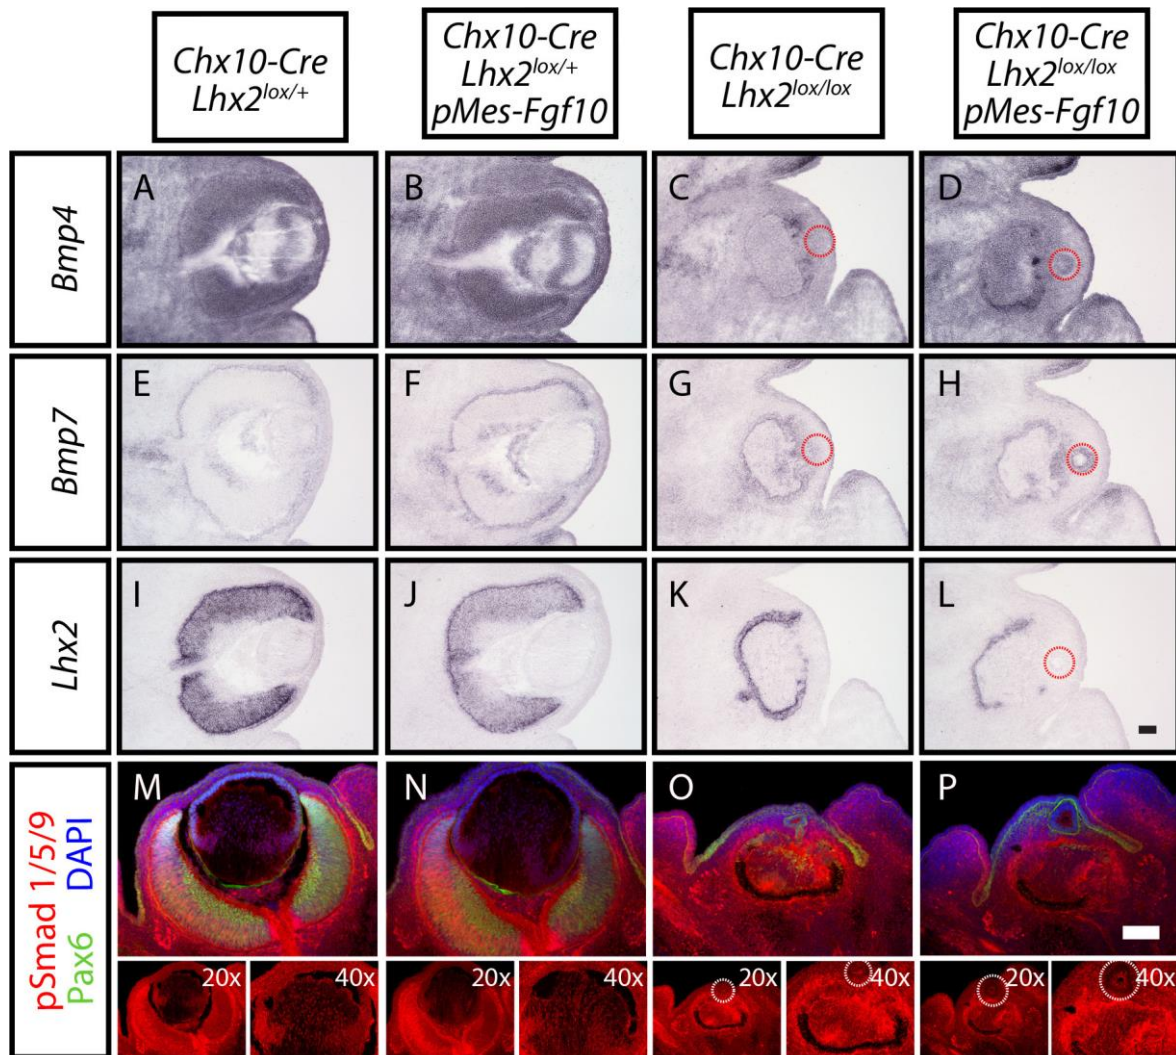 Chx10-Cre
Lhx2lox/+
Chx10-Cre
Lhx2lox/+
pMes-Fgf10
Chx10-Cre
Lhx2lox/lox
Chx10-Cre
Lhx2lox/lox
pMes-Fgf10
Bmp4
A
B
C
D
Bmp7
E
F
G
H
Lhx2
I
J
K
L
pSmad 1/5/9
Pax6 DAPI
M
N
O
P
20x
40x
20x
40x
20x
40x
20x
40x